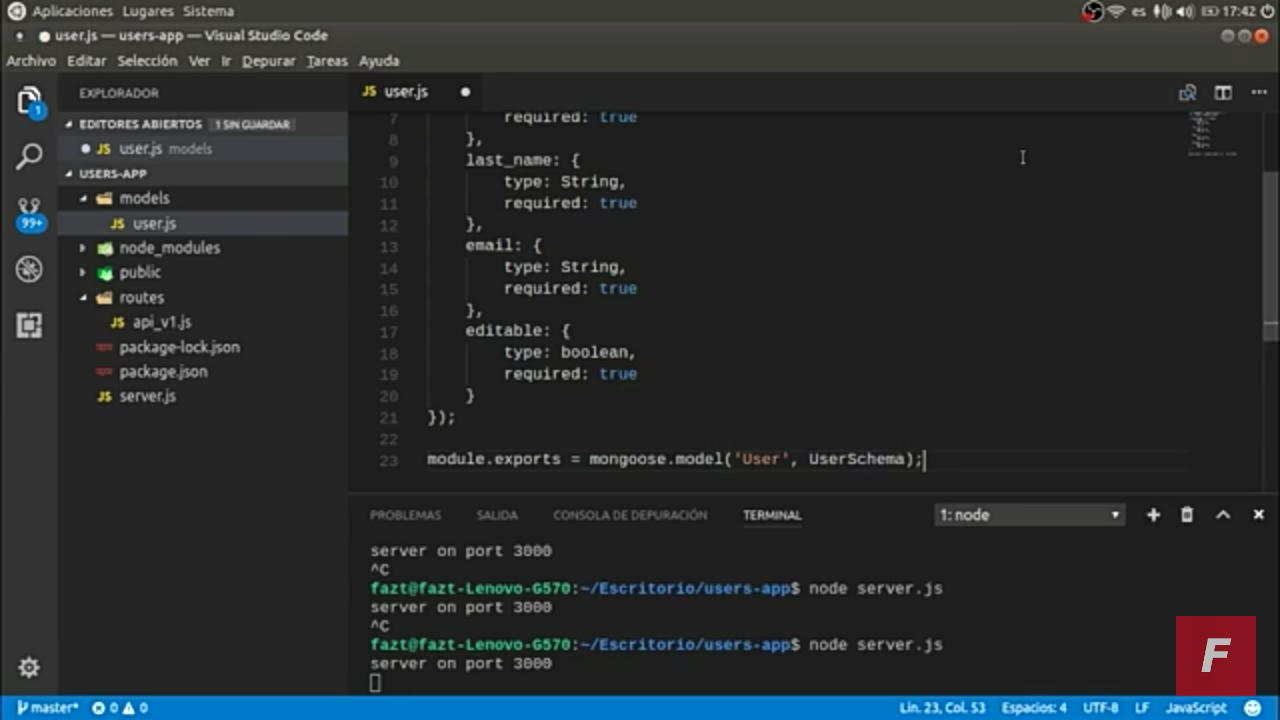 Aplicaciones Lugares Sistema
es 17:42
user.js — users-app — Visual Studio Code
Archivo Editar Selección Ver Ir Depurar Tareas Ayuda
EXPLORADOR
EDITORES ABIERTOS 1 SIN GUARDAR
JS user.js models
USERS-APP
models
JS user.js
node_modules
public
routes
JS api_v1.js
package-lock.json
package.json
JS server.js
1
99+
JS user.js
7 required: true
8 },
9 last_name: {
10 type: String,
11 required: true
12 },
13 email: {
14 type: String,
15 required: true
16 },
17 editable: {
18 type: boolean,
19 required: true
20 }
21 });
22
23 module.exports = mongoose.model('User', UserSchema);
PROBLEMAS SALIDA CONSOLA DE DEPURACIÓN TERMINAL 1: node
server on port 3000
^C
fazt@fazt-Lenovo-G570:~/Escritorio/users-app$ node server.js
server on port 3000
^C
fazt@fazt-Lenovo-G570:~/Escritorio/users-app$ node server.js
server on port 3000
F
master* 0 0 Lín. 23, Col. 53 Espacios: 4 UTF-8 LF JavaScript